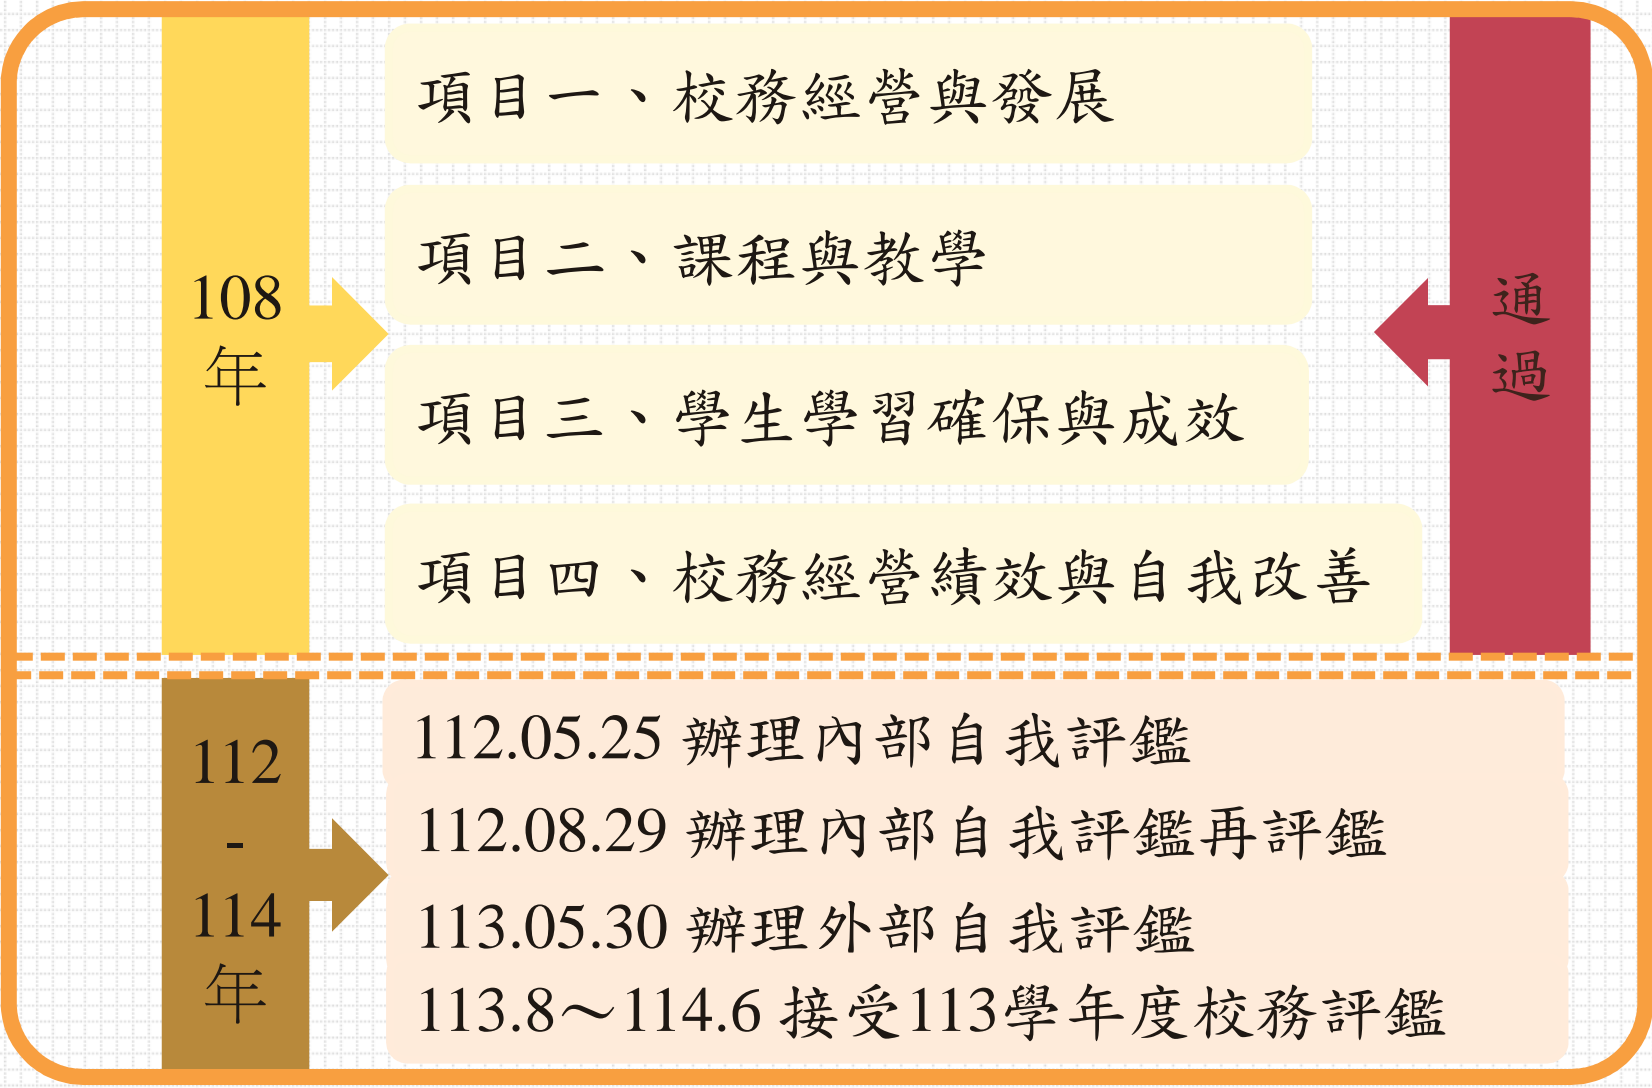 108
年
項目一、校務經營與發展
項目二、課程與教學
項目三、學生學習確保與成效
項目四、校務經營績效與自我改善
通
過
112
-
114
年
112.05.25 辦理內部自我評鑑
112.08.29 辦理內部自我評鑑再評鑑
113.05.30 辦理外部自我評鑑
113.8～114.6 接受113學年度校務評鑑